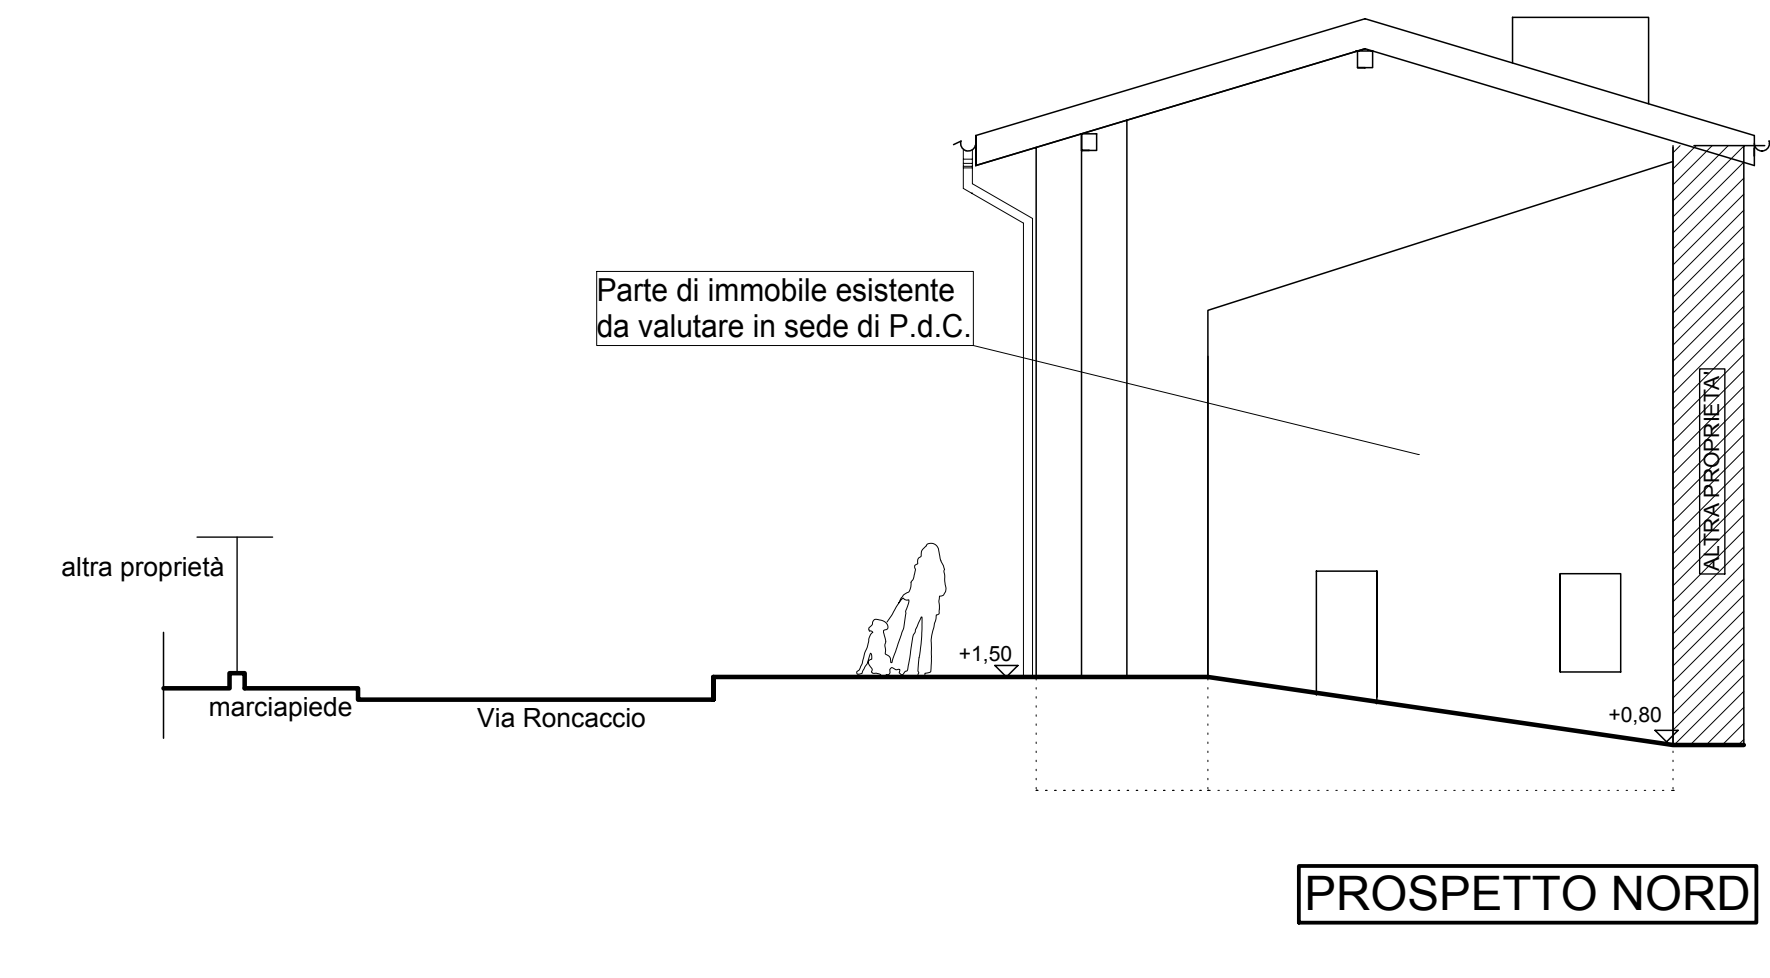 Parte di immobile esistente
da valutare in sede di P.d.C.
ALTRA PROPRIETA'
altra proprietà
+1,50
marciapiede
Via Roncaccio
+0,80
PROSPETTO NORD